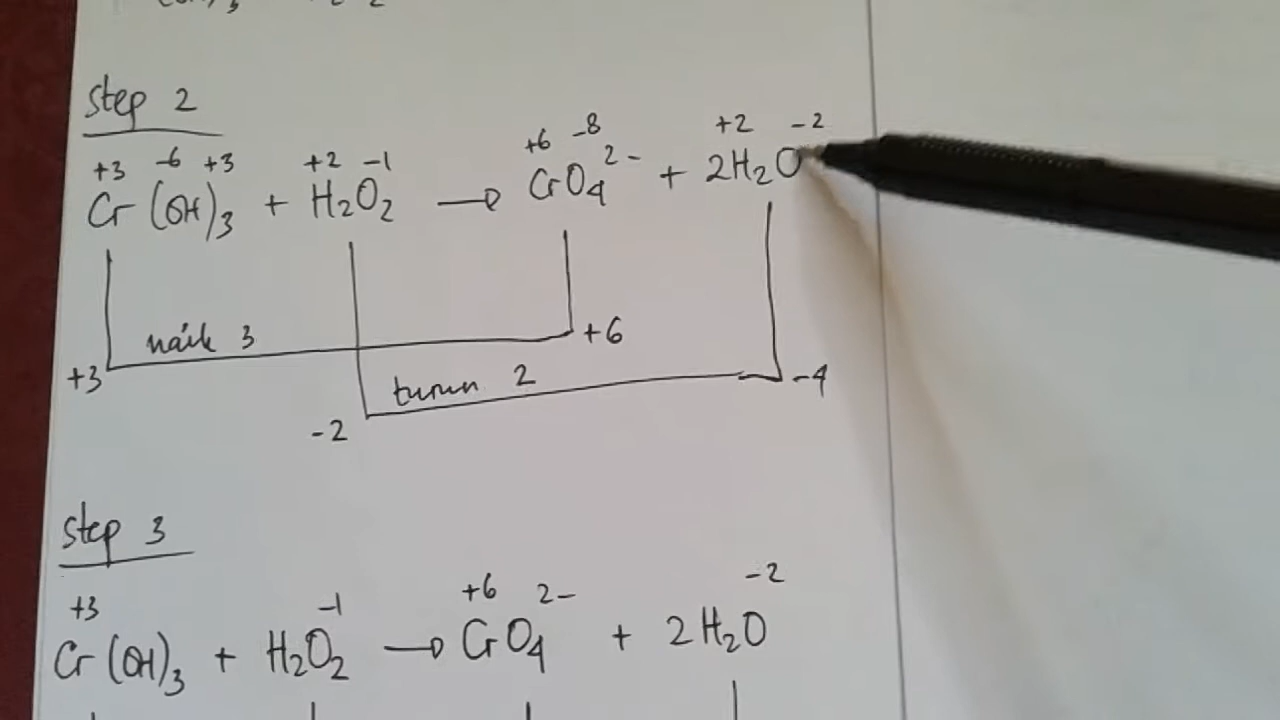 step 2
+3 -6 +3 +2 -1 +6 -8 +2 -2
Cr(OH)3 + H2O2 → CrO4 2- + 2H2O
naik 3
+3 +6
turun 2
-2 -4
step 3
+3 -1 +6 2- -2
Cr(OH)3 + H2O2 → CrO4 + 2H2O